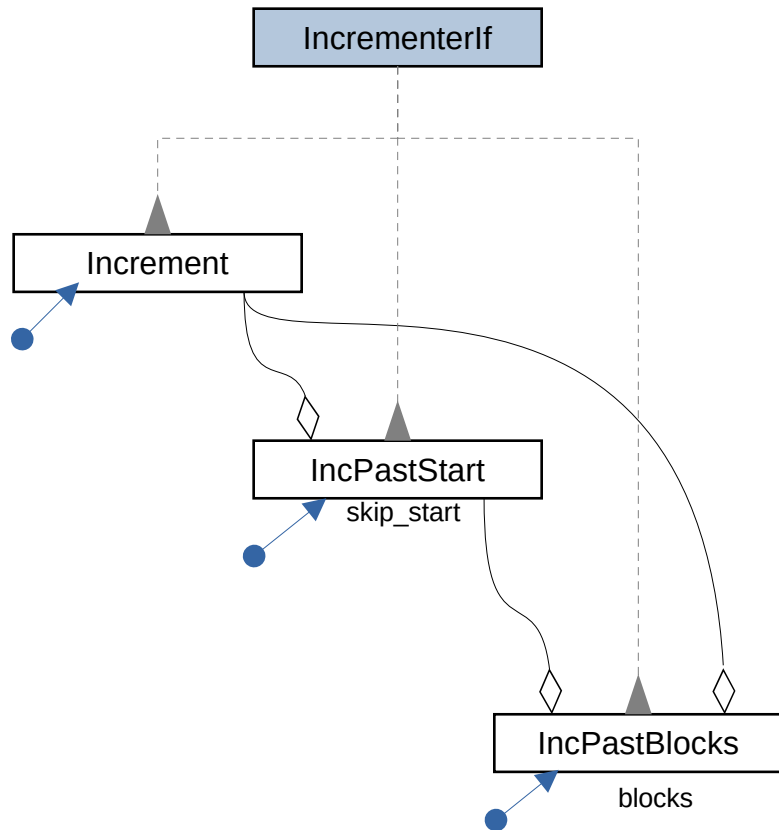 IncrementerIf
Increment
IncPastStart
skip_start
IncPastBlocks
blocks